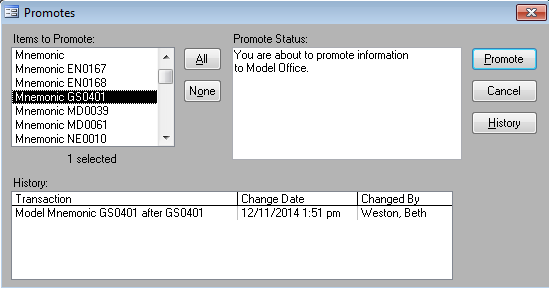 Promotes
Items to Promote:
Mnemonic
Mnemonic EN0167
Mnemonic EN0168
Mnemonic GS0401
Mnemonic MD0039
Mnemonic MD0061
Mnemonic NE0010
1 selected
All
None
Promote Status:
You are about to promote information
to Model Office.
Promote
Cancel
History
History:
Transaction Change Date Changed By
Model Mnemonic GS0401 after GS0401 12/11/2014 1:51 pm Weston, Beth